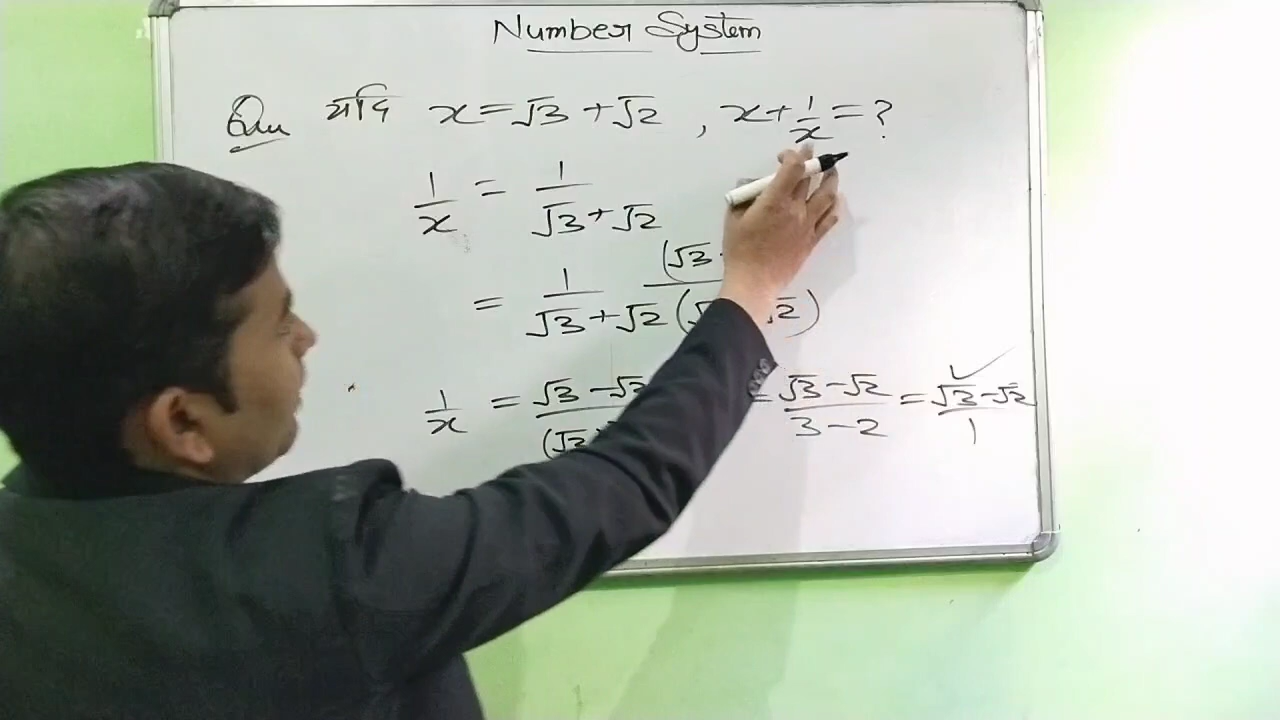 Number System
Qru यदि x = √3 + √2 , x + 1/x = ?
1/x = 1/(√3 + √2)
= 1/(√3 + √2) (√3 / (√ √2)
1/x = √3 - √2 / (√3) = √3 - √2 / 3 - 2 = √3 - √2 / 1